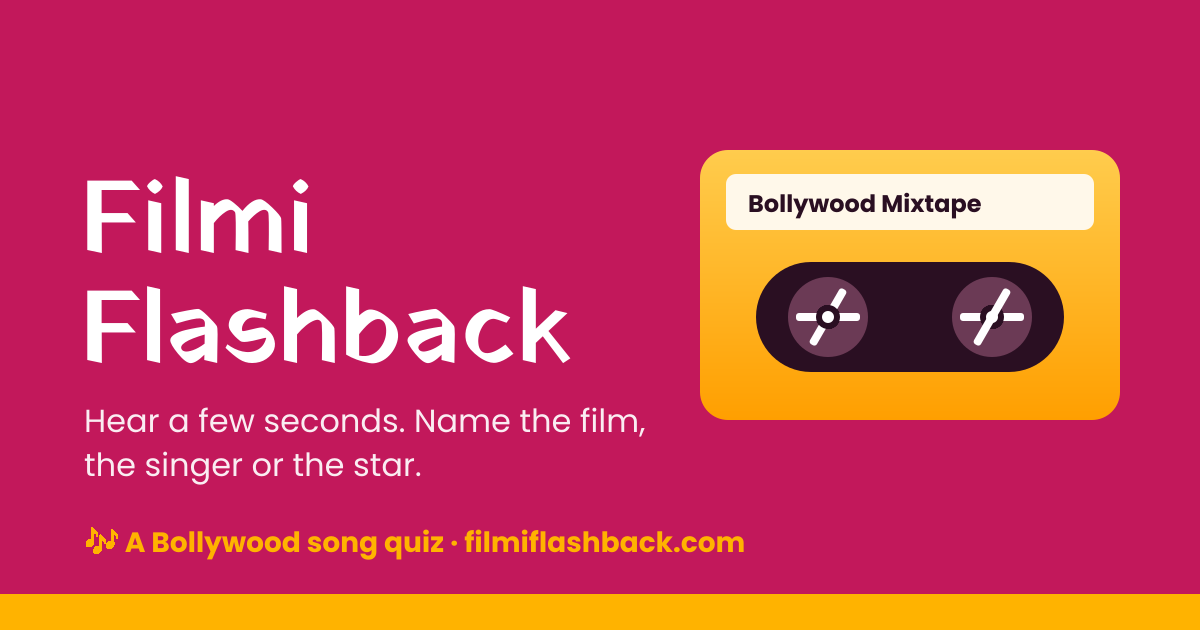 Filmi
Flashback
Bollywood Mixtape
Hear a few seconds. Name the film,
the singer or the star.
🎶 A Bollywood song quiz · filmiflashback.com